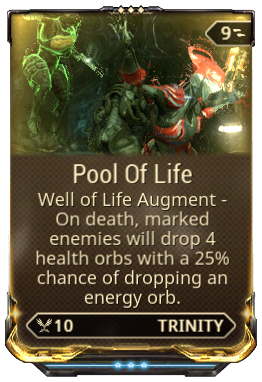 9
Pool Of Life
Well of Life Augment -
On death, marked
enemies will drop 4
health orbs with a 25%
chance of dropping an
energy orb.
10 TRINITY